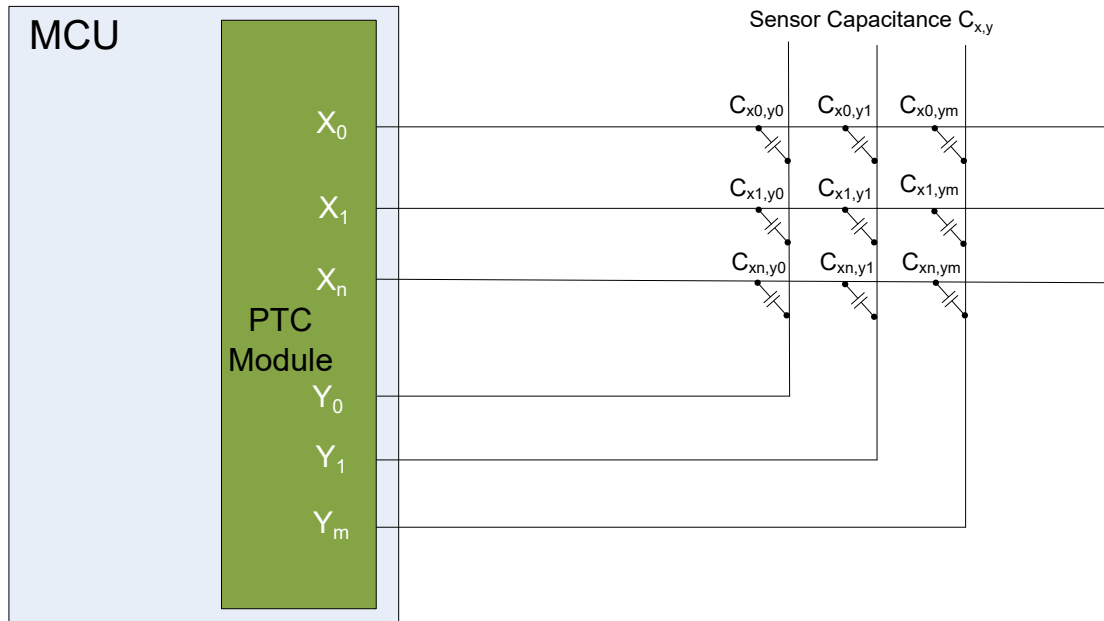 MCU
Sensor Capacitance Cx,y
Cx0,y0 Cx0,y1 Cx0,ym
X0
Cx1,y0 Cx1,y1 Cx1,ym
X1
Cxn,y0 Cxn,y1 Cxn,ym
Xn
PTC
Module
Y0
Y1
Ym